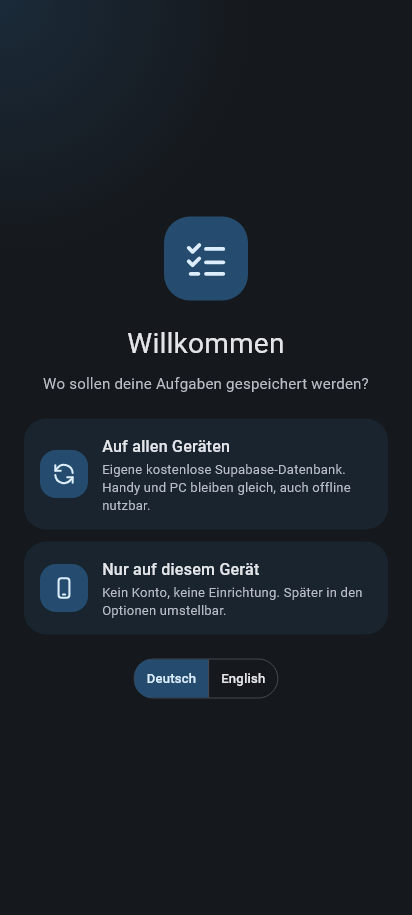 Willkommen
Wo sollen deine Aufgaben gespeichert werden?
Auf allen Geräten
Eigene kostenlose Supabase-Datenbank.
Handy und PC bleiben gleich, auch offline
nutzbar.
Nur auf diesem Gerät
Kein Konto, keine Einrichtung. Später in den
Optionen umstellbar.
Deutsch English